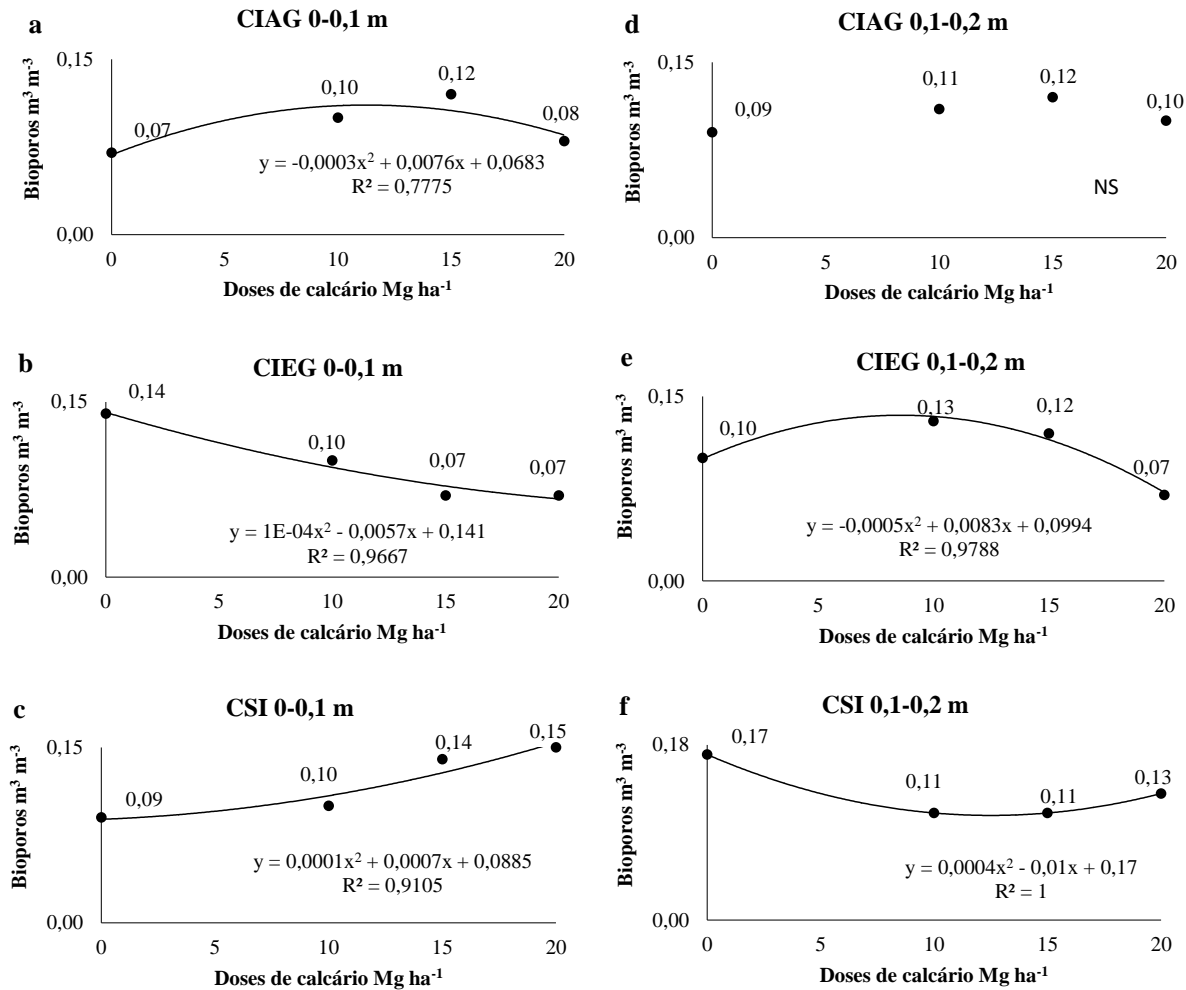 a
CIAG 0-0,1 m
Bioporos m³ m⁻³
0,15
0,00
0,07
0,10
0,12
0,08
y = -0,0003x² + 0,0076x + 0,0683
R² = 0,7775
0 5 10 15 20
Doses de calcário Mg ha⁻¹
d
CIAG 0,1-0,2 m
Bioporos m³ m⁻³
0,15
0,00
0,09
0,11
0,12
0,10
NS
0 5 10 15 20
Doses de calcário Mg ha⁻¹
b
CIEG 0-0,1 m
Bioporos m³ m⁻³
0,15
0,00
0,14
0,10
0,07
0,07
y = 1E-04x² - 0,0057x + 0,141
R² = 0,9667
0 5 10 15 20
Doses de calcário Mg ha⁻¹
e
CIEG 0,1-0,2 m
Bioporos m³ m⁻³
0,15
0,00
0,10
0,13
0,12
0,07
y = -0,0005x² + 0,0083x + 0,0994
R² = 0,9788
0 5 10 15 20
Doses de calcário Mg ha⁻¹
c
CSI 0-0,1 m
Bioporos m³ m⁻³
0,15
0,00
0,09
0,10
0,14
0,15
y = 0,0001x² + 0,0007x + 0,0885
R² = 0,9105
0 5 10 15 20
Doses de calcário Mg ha⁻¹
f
CSI 0,1-0,2 m
Bioporos m³ m⁻³
0,18
0,00
0,17
0,11
0,11
0,13
y = 0,0004x² - 0,01x + 0,17
R² = 1
0 5 10 15 20
Doses de calcário Mg ha⁻¹